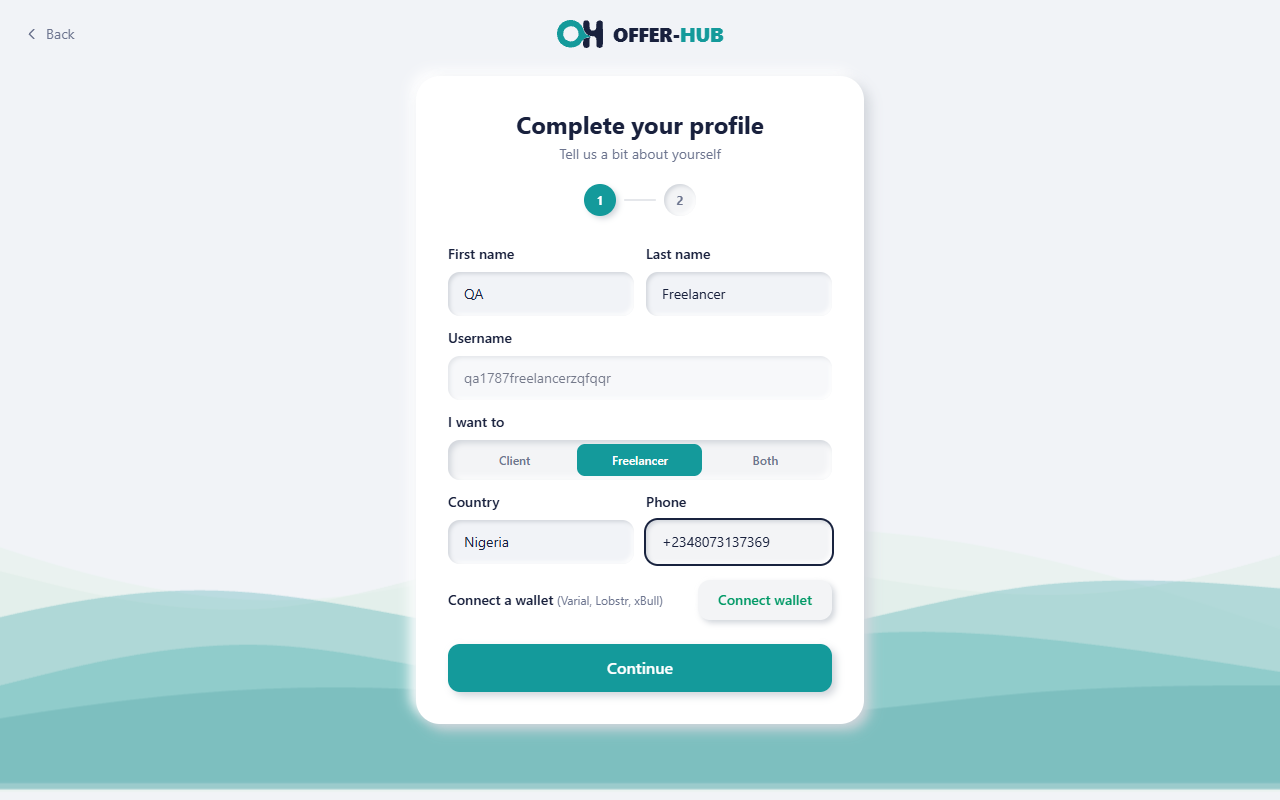 Back
OFFER-HUB
Complete your profile
Tell us a bit about yourself
1 2
First name Last name
QA Freelancer
Username
qa1787freelancerzqfqqr
I want to
Client Freelancer Both
Country Phone
Nigeria +2348073137369
Connect a wallet (Varial, Lobstr, xBull) Connect wallet
Continue